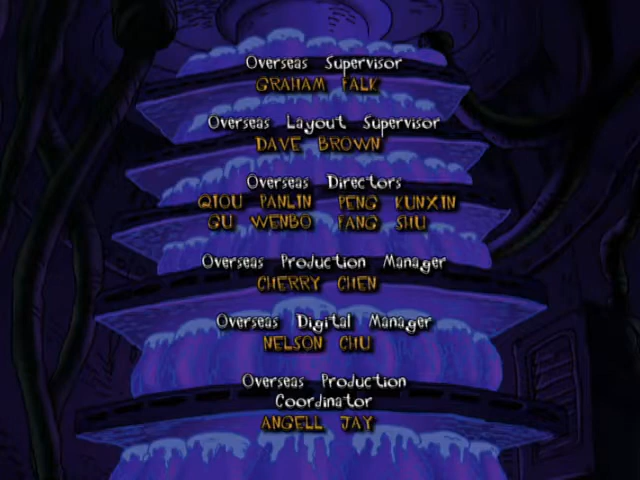 Overseas Supervisor
GRAHAM FALK
Overseas Layout Supervisor
DAVE BROWN
Overseas Directors
QIOU PANLIN PENG KUNXIN
GU WENBO FANG SHU
Overseas Production Manager
CHERRY CHEN
Overseas Digital Manager
NELSON CHU
Overseas Production
Coordinator
ANGELL JAY